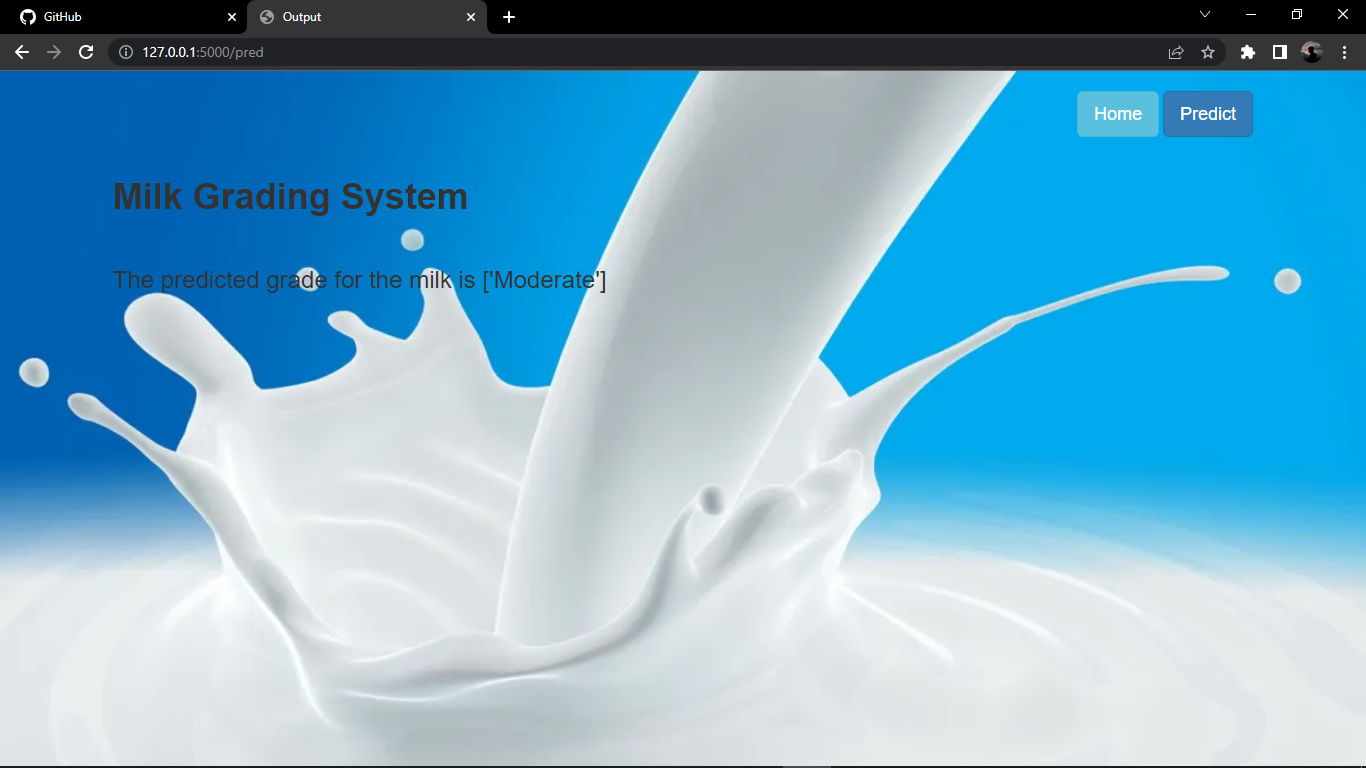 GitHub
Output
127.0.0.1:5000/pred
Home
Predict
Milk Grading System
The predicted grade for the milk is ['Moderate']